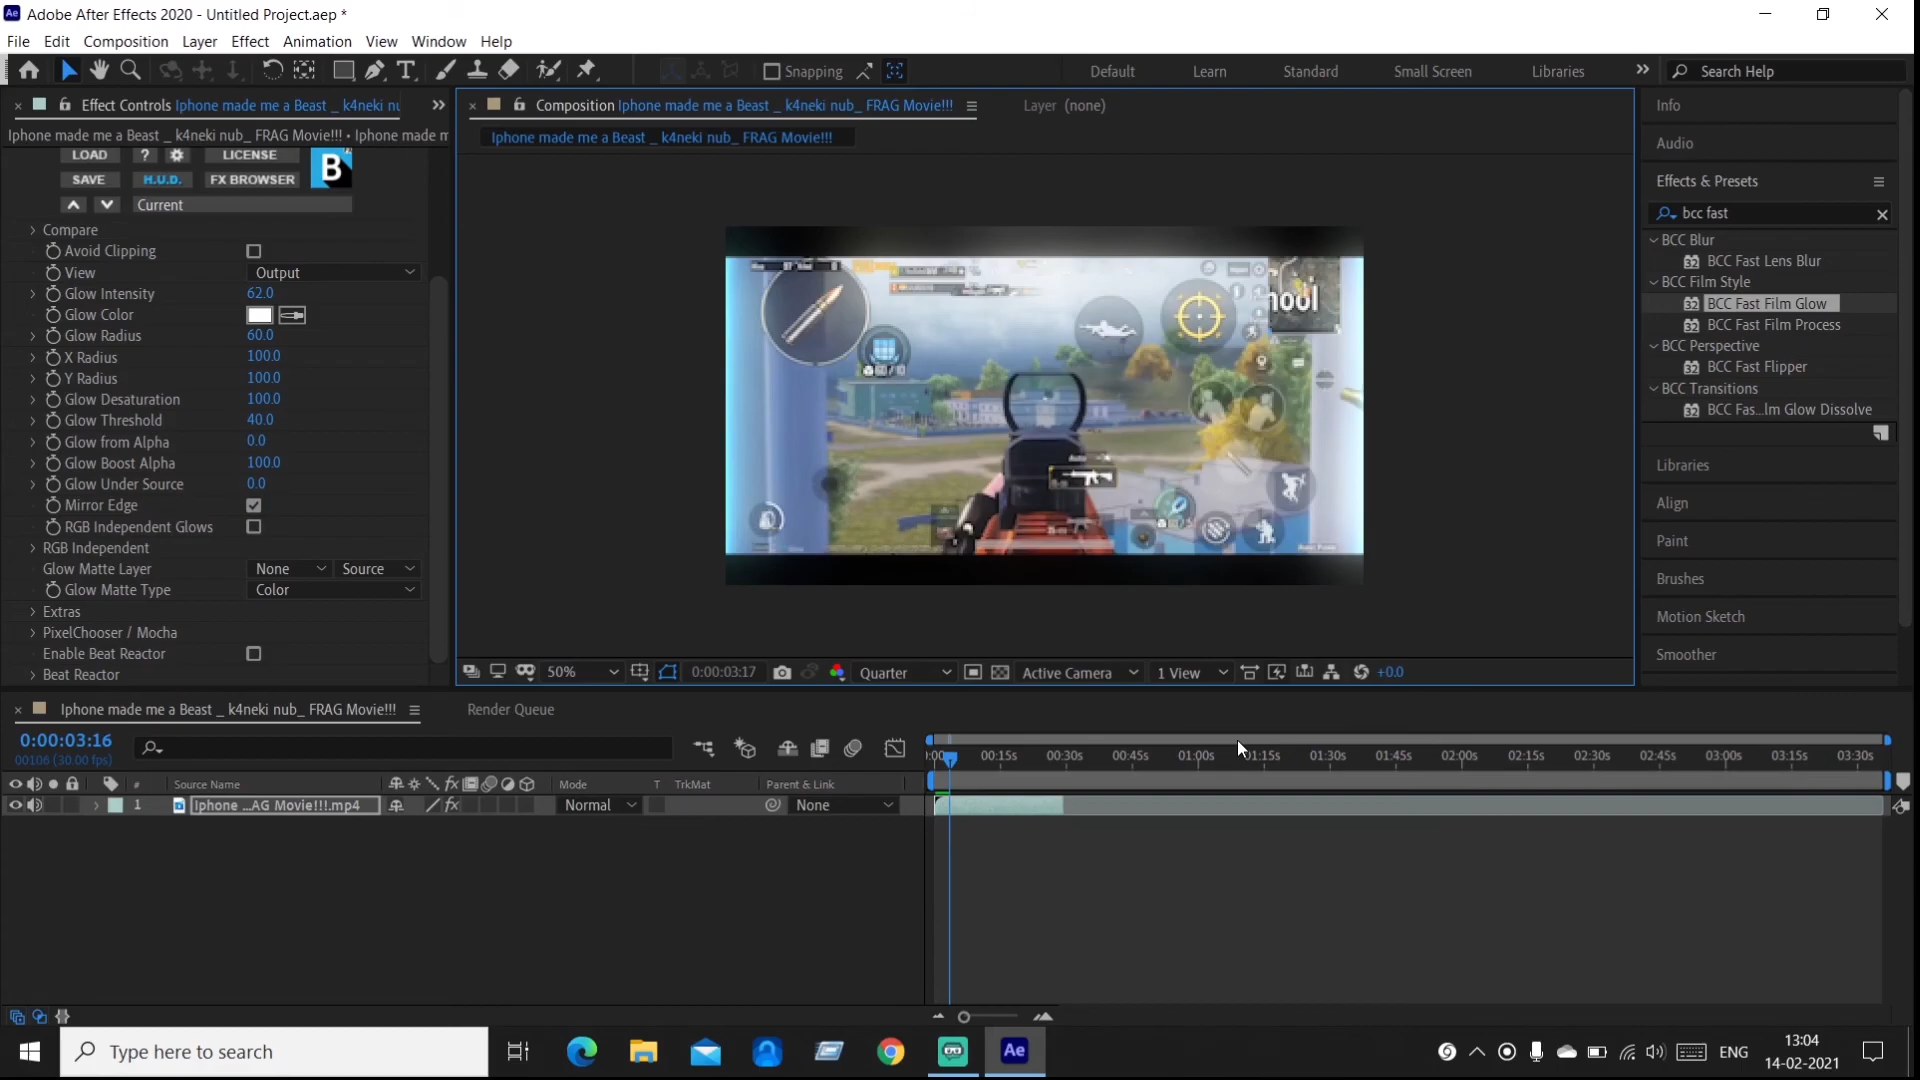 Adobe After Effects 2020 - Untitled Project.aep *
File Edit Composition Layer Effect Animation View Window Help
Snapping Default Learn Standard Small Screen Libraries Search Help
Effect Controls Iphone made me a Beast _ k4neki nu
Composition Iphone made me a Beast _ k4neki nub_ FRAG Movie!!!
Layer (none)
Iphone made me a Beast _ k4neki nub_ FRAG Movie!!! • Iphone made m
Iphone made me a Beast _ k4neki nub_ FRAG Movie!!!
LOAD ? LICENSE
SAVE H.U.D. FX BROWSER
B
Current
Compare
Avoid Clipping
View Output
Glow Intensity 62.0
Glow Color
Glow Radius 60.0
X Radius 100.0
Y Radius 100.0
Glow Desaturation 100.0
Glow Threshold 40.0
Glow from Alpha 0.0
Glow Boost Alpha 100.0
Glow Under Source 0.0
Mirror Edge
RGB Independent Glows
RGB Independent
Glow Matte Layer None Source
Glow Matte Type Color
Extras
PixelChooser / Mocha
Enable Beat Reactor
Beat Reactor
hool
50% 0:00:03:17 Quarter Active Camera 1 View +0.0
Info
Audio
Effects & Presets
bcc fast
BCC Blur
BCC Fast Lens Blur
BCC Film Style
BCC Fast Film Glow
BCC Fast Film Process
BCC Perspective
BCC Fast Flipper
BCC Transitions
BCC Fas...lm Glow Dissolve
Libraries
Align
Paint
Brushes
Motion Sketch
Smoother
Iphone made me a Beast _ k4neki nub_ FRAG Movie!!!
Render Queue
0:00:03:16
00106 (30.00 fps)
00:15s 00:30s 00:45s 01:00s 01:15s 01:30s 01:45s 02:00s 02:15s 02:30s 02:45s 03:00s 03:15s 03:30s
# Source Name fx Mode T TrkMat Parent & Link
1 Iphone ...AG Movie!!!.mp4 fx Normal None
Type here to search
Ae
ENG
13:04
14-02-2021